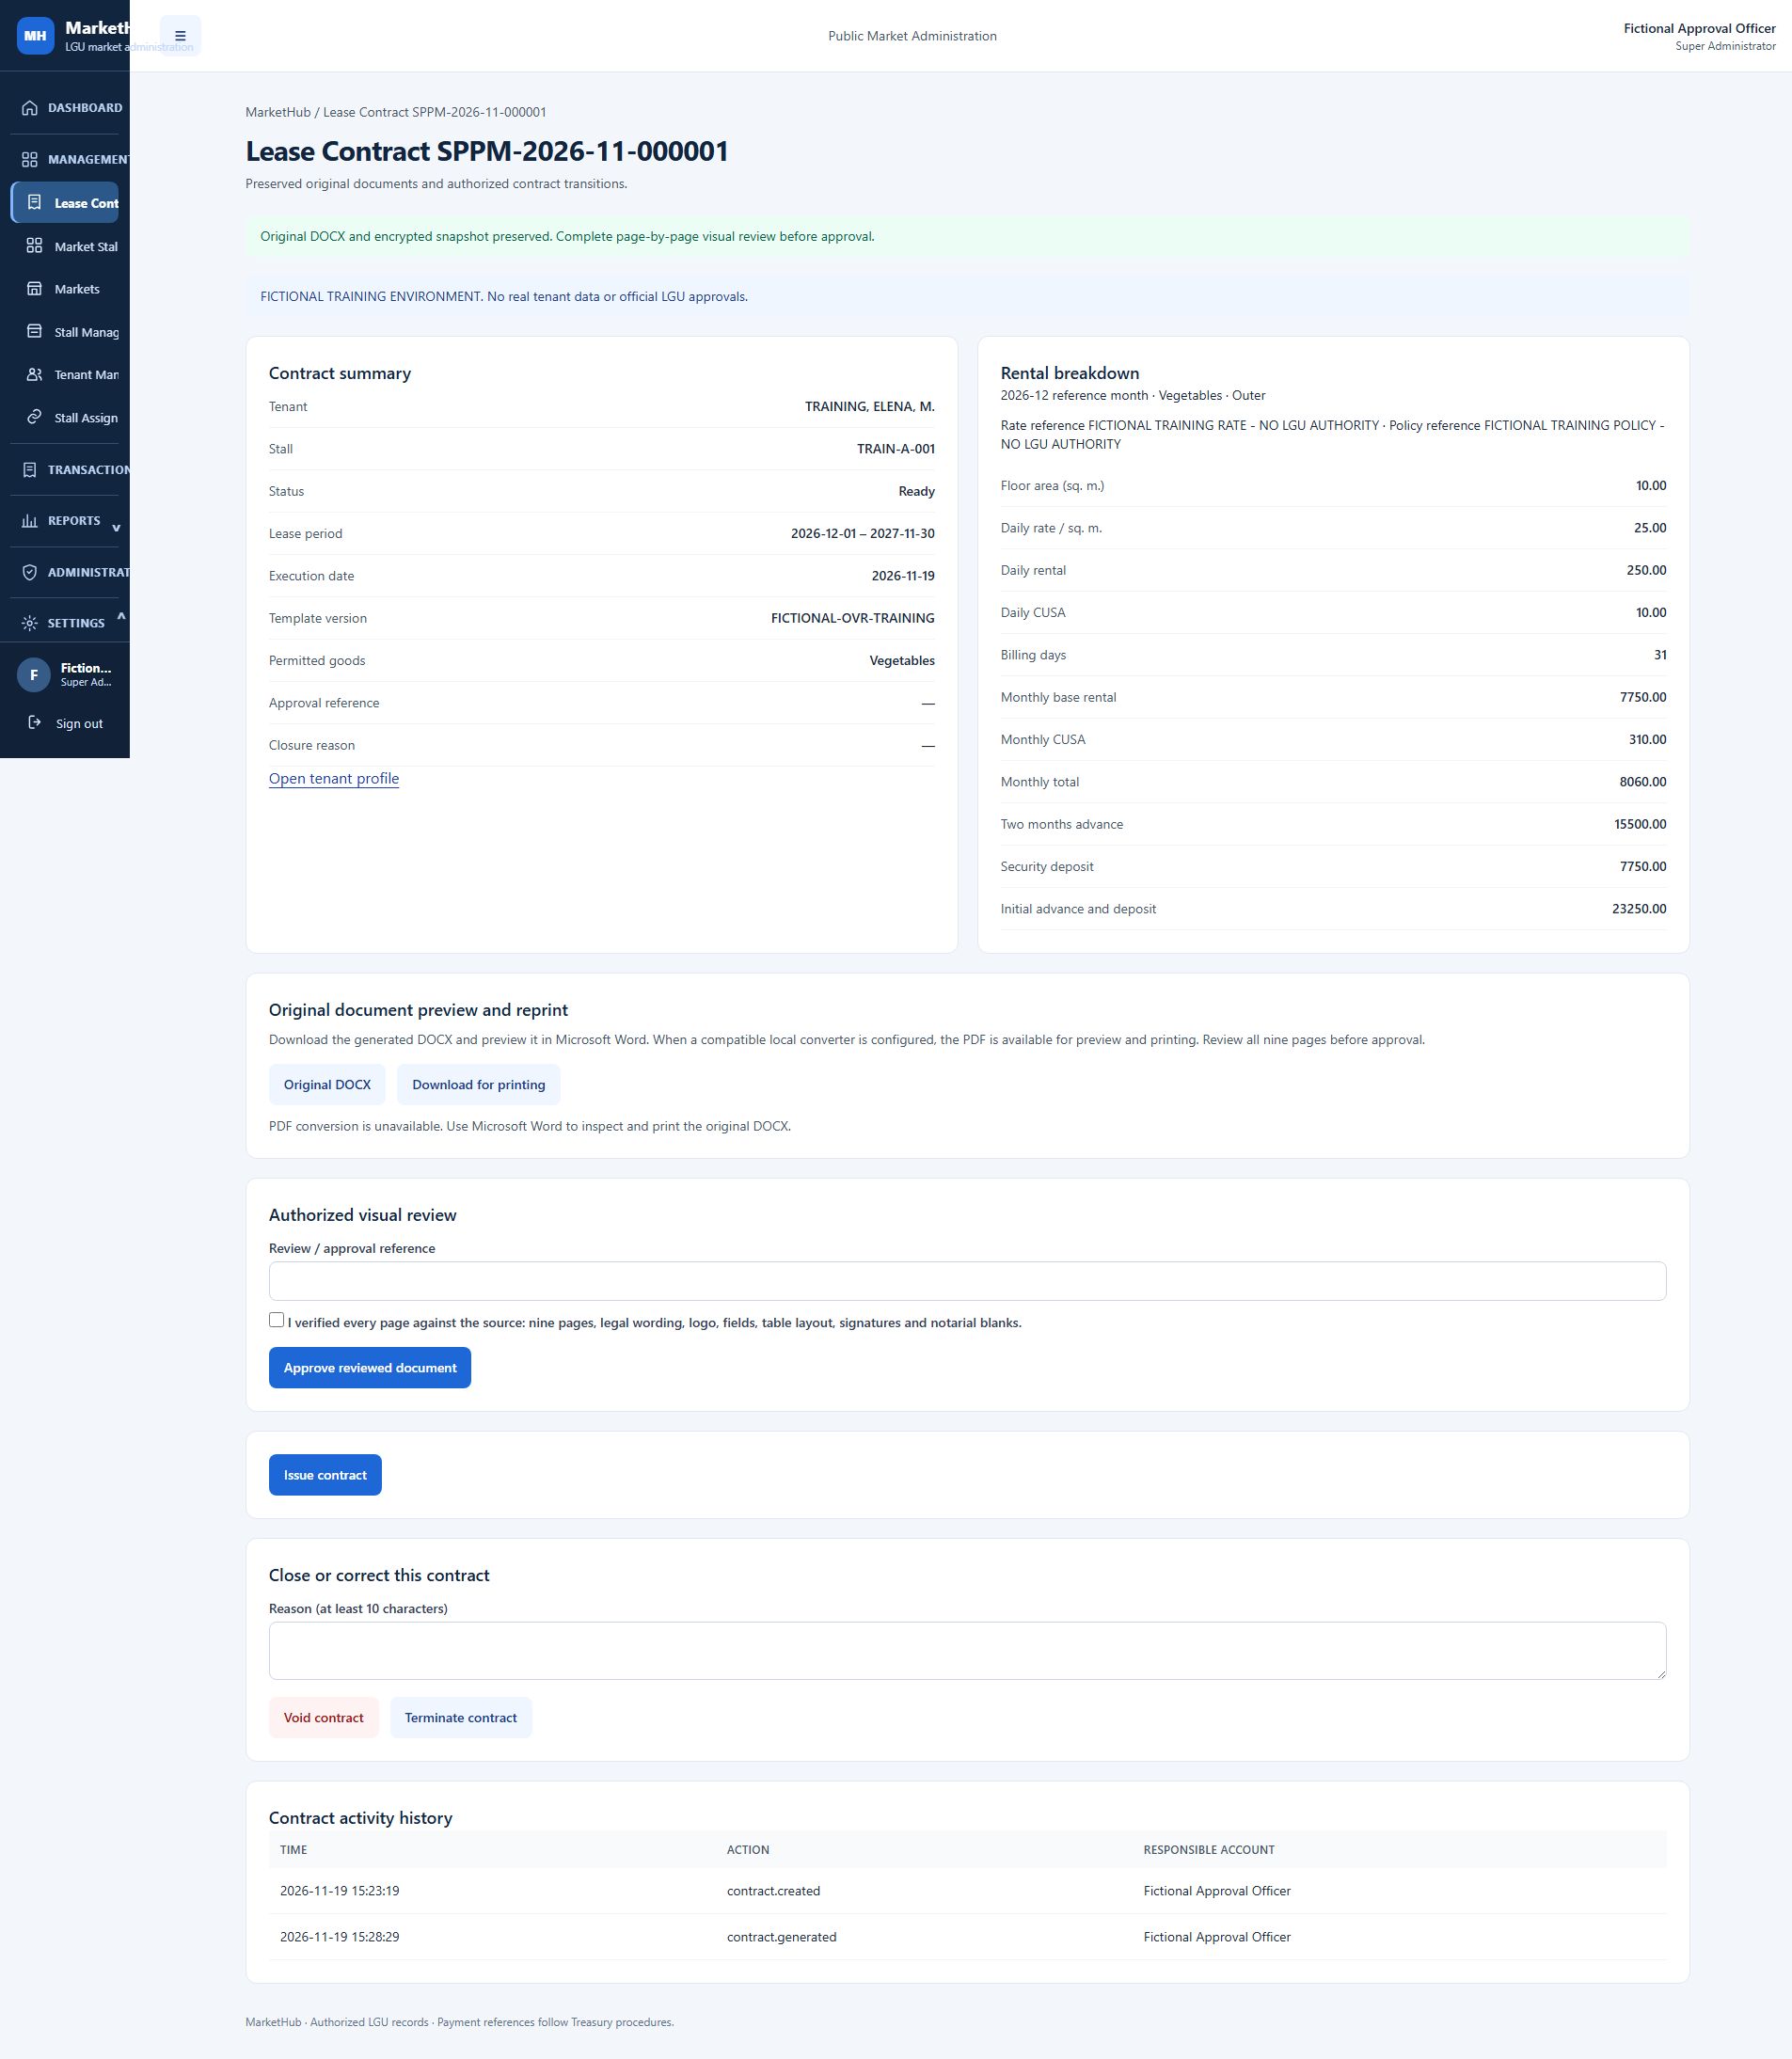 MH
MarketH
LGU market administration
☰
Public Market Administration
Fictional Approval Officer
Super Administrator
DASHBOARD
MANAGEMENT
Lease Cont
Market Stal
Markets
Stall Manag
Tenant Man
Stall Assign
TRANSACTION
REPORTS
ADMINISTRAT
SETTINGS
F
Fiction...
Super Ad...
Sign out
MarketHub / Lease Contract SPPM-2026-11-000001
Lease Contract SPPM-2026-11-000001
Preserved original documents and authorized contract transitions.
Original DOCX and encrypted snapshot preserved. Complete page-by-page visual review before approval.
FICTIONAL TRAINING ENVIRONMENT. No real tenant data or official LGU approvals.
Contract summary
Tenant TRAINING, ELENA, M.
Stall TRAIN-A-001
Status Ready
Lease period 2026-12-01 – 2027-11-30
Execution date 2026-11-19
Template version FICTIONAL-OVR-TRAINING
Permitted goods Vegetables
Approval reference —
Closure reason —
Open tenant profile
Rental breakdown
2026-12 reference month · Vegetables · Outer
Rate reference FICTIONAL TRAINING RATE - NO LGU AUTHORITY · Policy reference FICTIONAL TRAINING POLICY -
NO LGU AUTHORITY
Floor area (sq. m.) 10.00
Daily rate / sq. m. 25.00
Daily rental 250.00
Daily CUSA 10.00
Billing days 31
Monthly base rental 7750.00
Monthly CUSA 310.00
Monthly total 8060.00
Two months advance 15500.00
Security deposit 7750.00
Initial advance and deposit 23250.00
Original document preview and reprint
Download the generated DOCX and preview it in Microsoft Word. When a compatible local converter is configured, the PDF is available for preview and printing. Review all nine pages before approval.
Original DOCX Download for printing
PDF conversion is unavailable. Use Microsoft Word to inspect and print the original DOCX.
Authorized visual review
Review / approval reference
I verified every page against the source: nine pages, legal wording, logo, fields, table layout, signatures and notarial blanks.
Approve reviewed document
Issue contract
Close or correct this contract
Reason (at least 10 characters)
Void contract Terminate contract
Contract activity history
TIME ACTION RESPONSIBLE ACCOUNT
2026-11-19 15:23:19 contract.created Fictional Approval Officer
2026-11-19 15:28:29 contract.generated Fictional Approval Officer
MarketHub · Authorized LGU records · Payment references follow Treasury procedures.